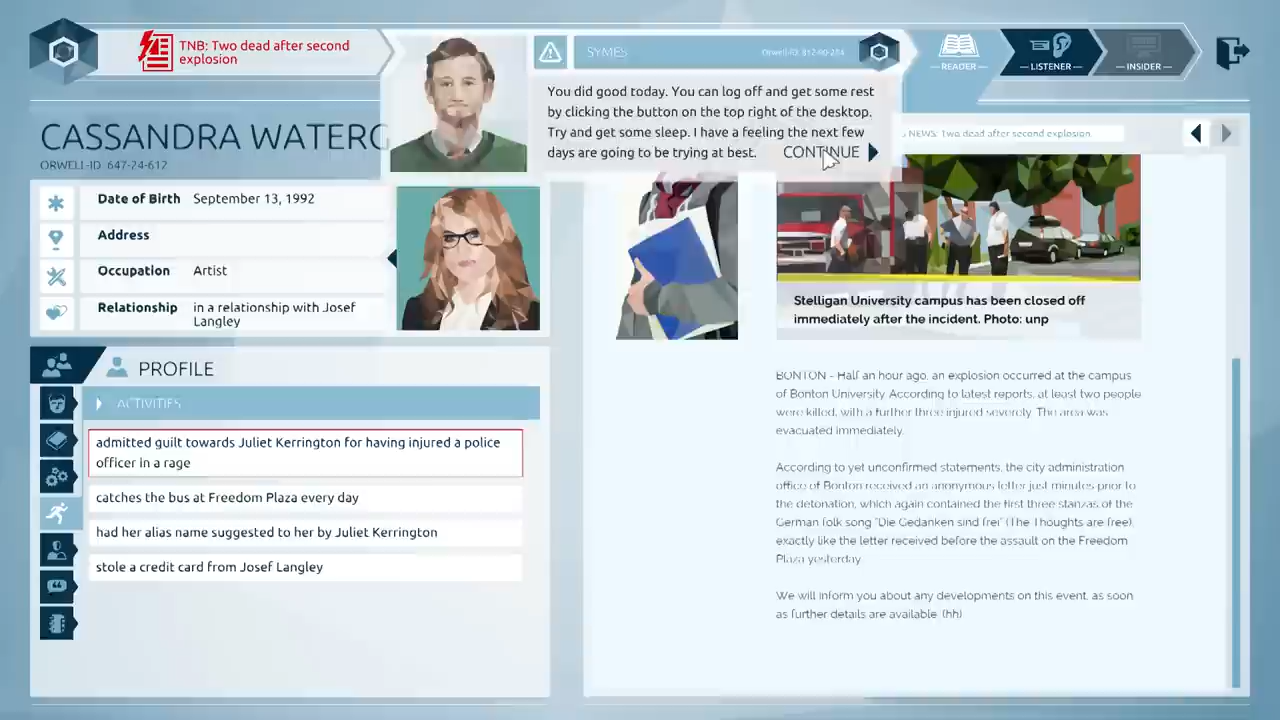 TNB: Two dead after second
explosion
SYMES
Orwell-ID:
You did good today. You can log off and get some rest
by clicking the button on the top right of the desktop.
Try and get some sleep. I have a feeling the next few
days are going to be trying at best.
CONTINUE
READER
LISTENER
INSIDER
CASSANDRA WATERG
ORWELL-ID: 647-24-612
NEWS: Two dead after second explosion
Date of Birth September 13, 1992
Address
Occupation Artist
Relationship in a relationship with Josef
Langley
PROFILE
ACTIVITIES
admitted guilt towards Juliet Kerrington for having injured a police
officer in a rage
catches the bus at Freedom Plaza every day
had her alias name suggested to her by Juliet Kerrington
stole a credit card from Josef Langley
Stelligan University campus has been closed off
immediately after the incident. Photo: unp
BONTON - Half an hour ago, an explosion occurred at the campus
of Bonton University. According to latest reports, at least two people
were killed, with a further three injured severely. The area was
evacuated immediately.
According to yet unconfirmed statements, the city administration
office of Bonton received an anonymous letter just minutes prior to
the detonation, which again contained the first three stanzas of the
German folk song "Die Gedanken sind frei" (The Thoughts are free),
exactly like the letter received before the assault on the Freedom
Plaza yesterday.
We will inform you about any developments on this event, as soon
as further details are available. (hh)